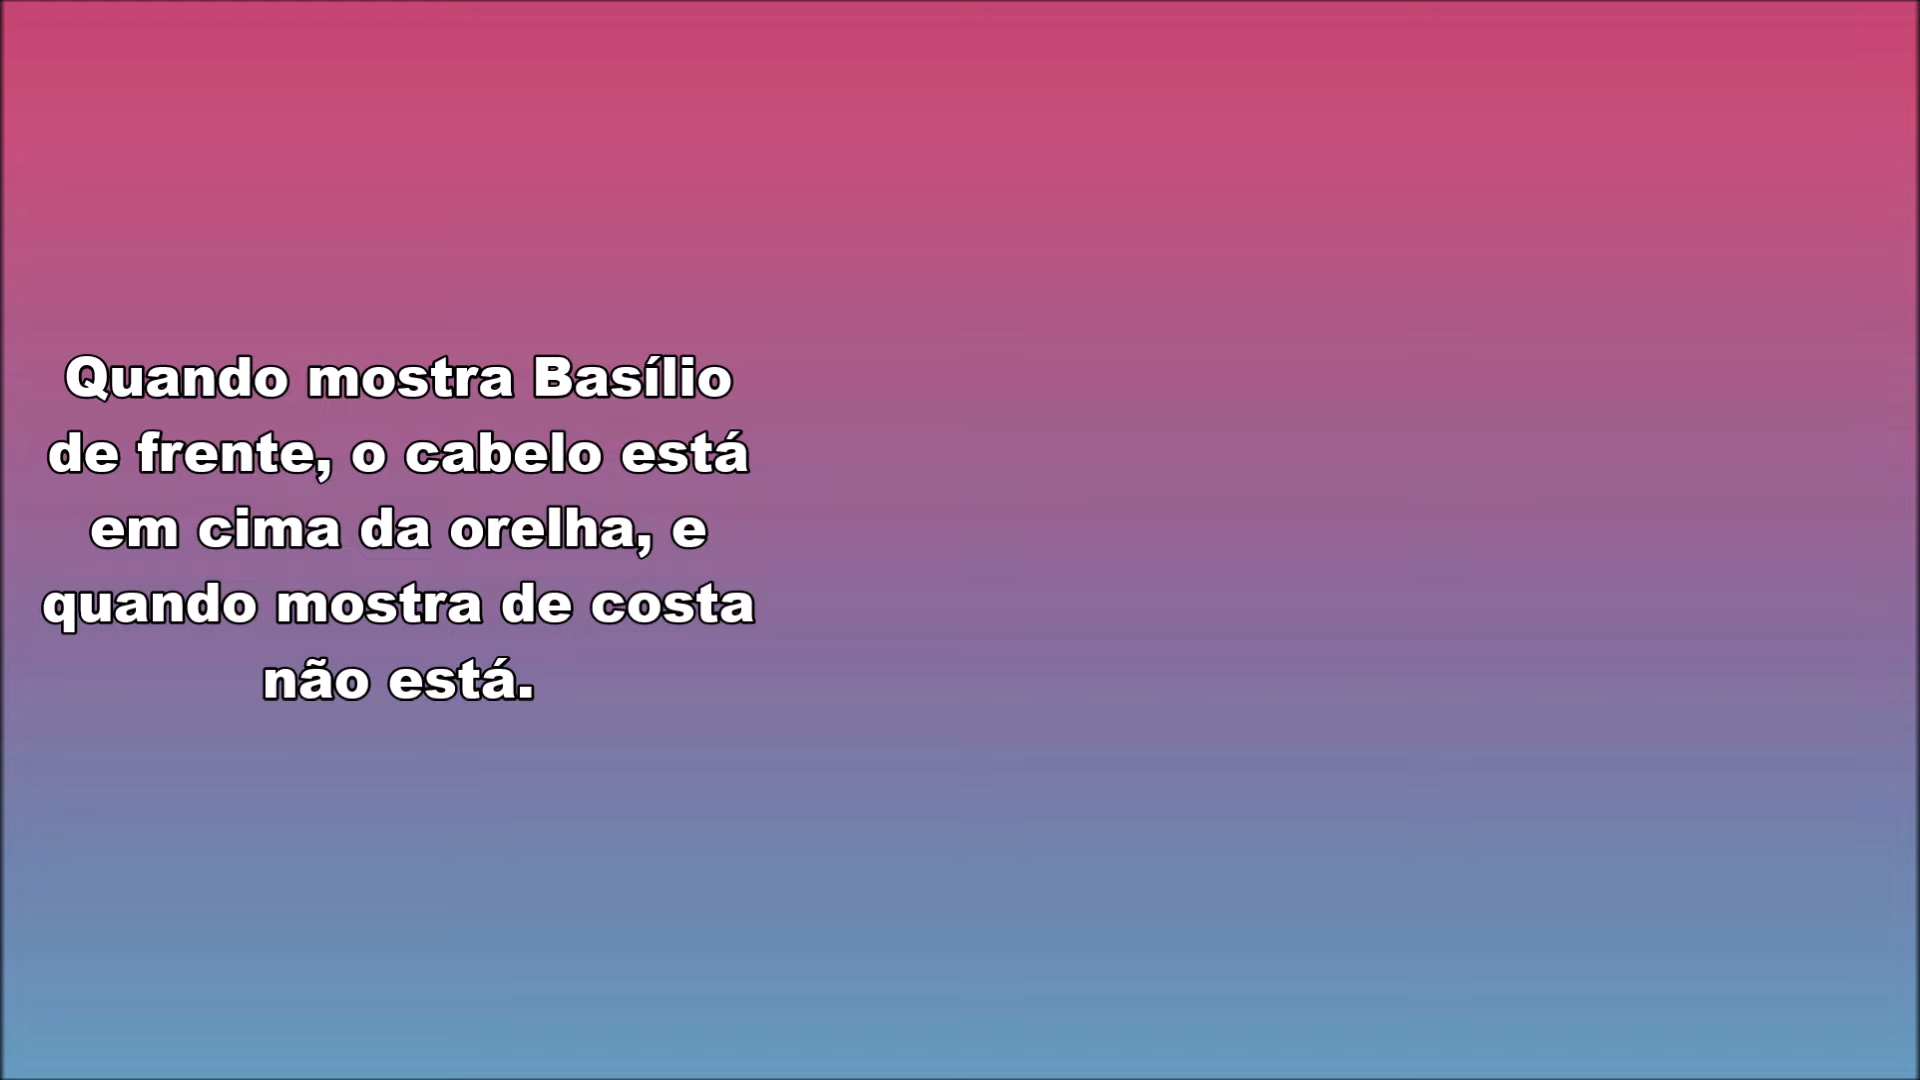 Quando mostra Basílio
de frente, o cabelo está
em cima da orelha, e
quando mostra de costa
não está.